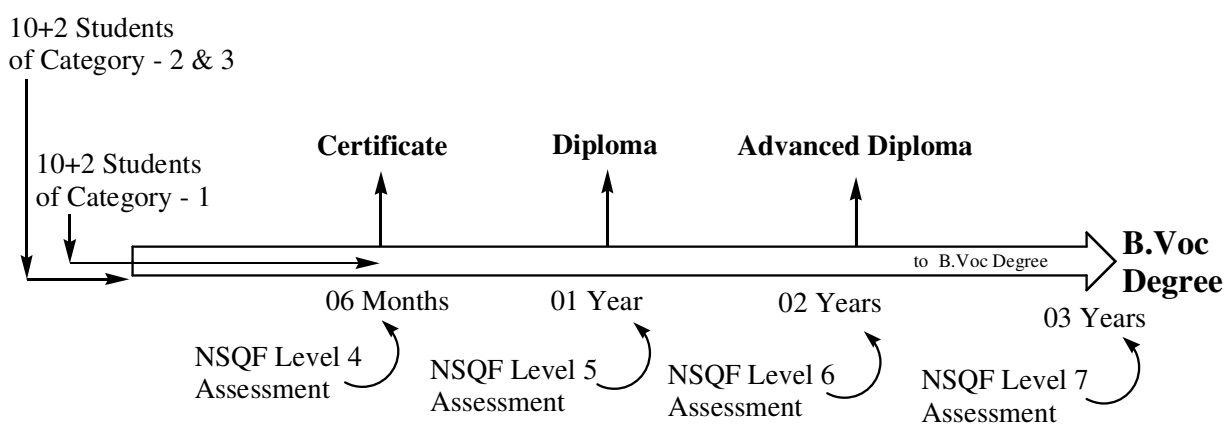 10+2 Students
of Category - 2 & 3
10+2 Students
of Category - 1
Certificate
Diploma
Advanced Diploma
to B.Voc Degree
B.Voc
Degree
06 Months
01 Year
02 Years
03 Years
NSQF Level 4
Assessment
NSQF Level 5
Assessment
NSQF Level 6
Assessment
NSQF Level 7
Assessment